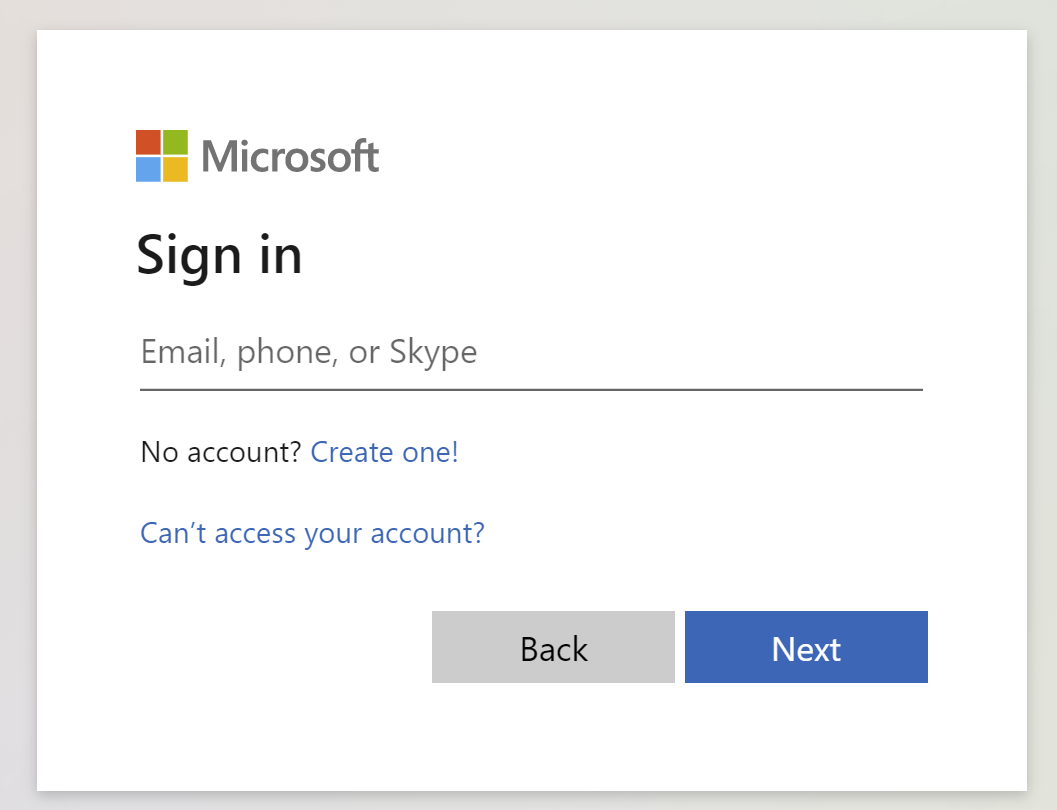 Microsoft
Sign in
Email, phone, or Skype
No account? Create one!
Can’t access your account?
Back
Next